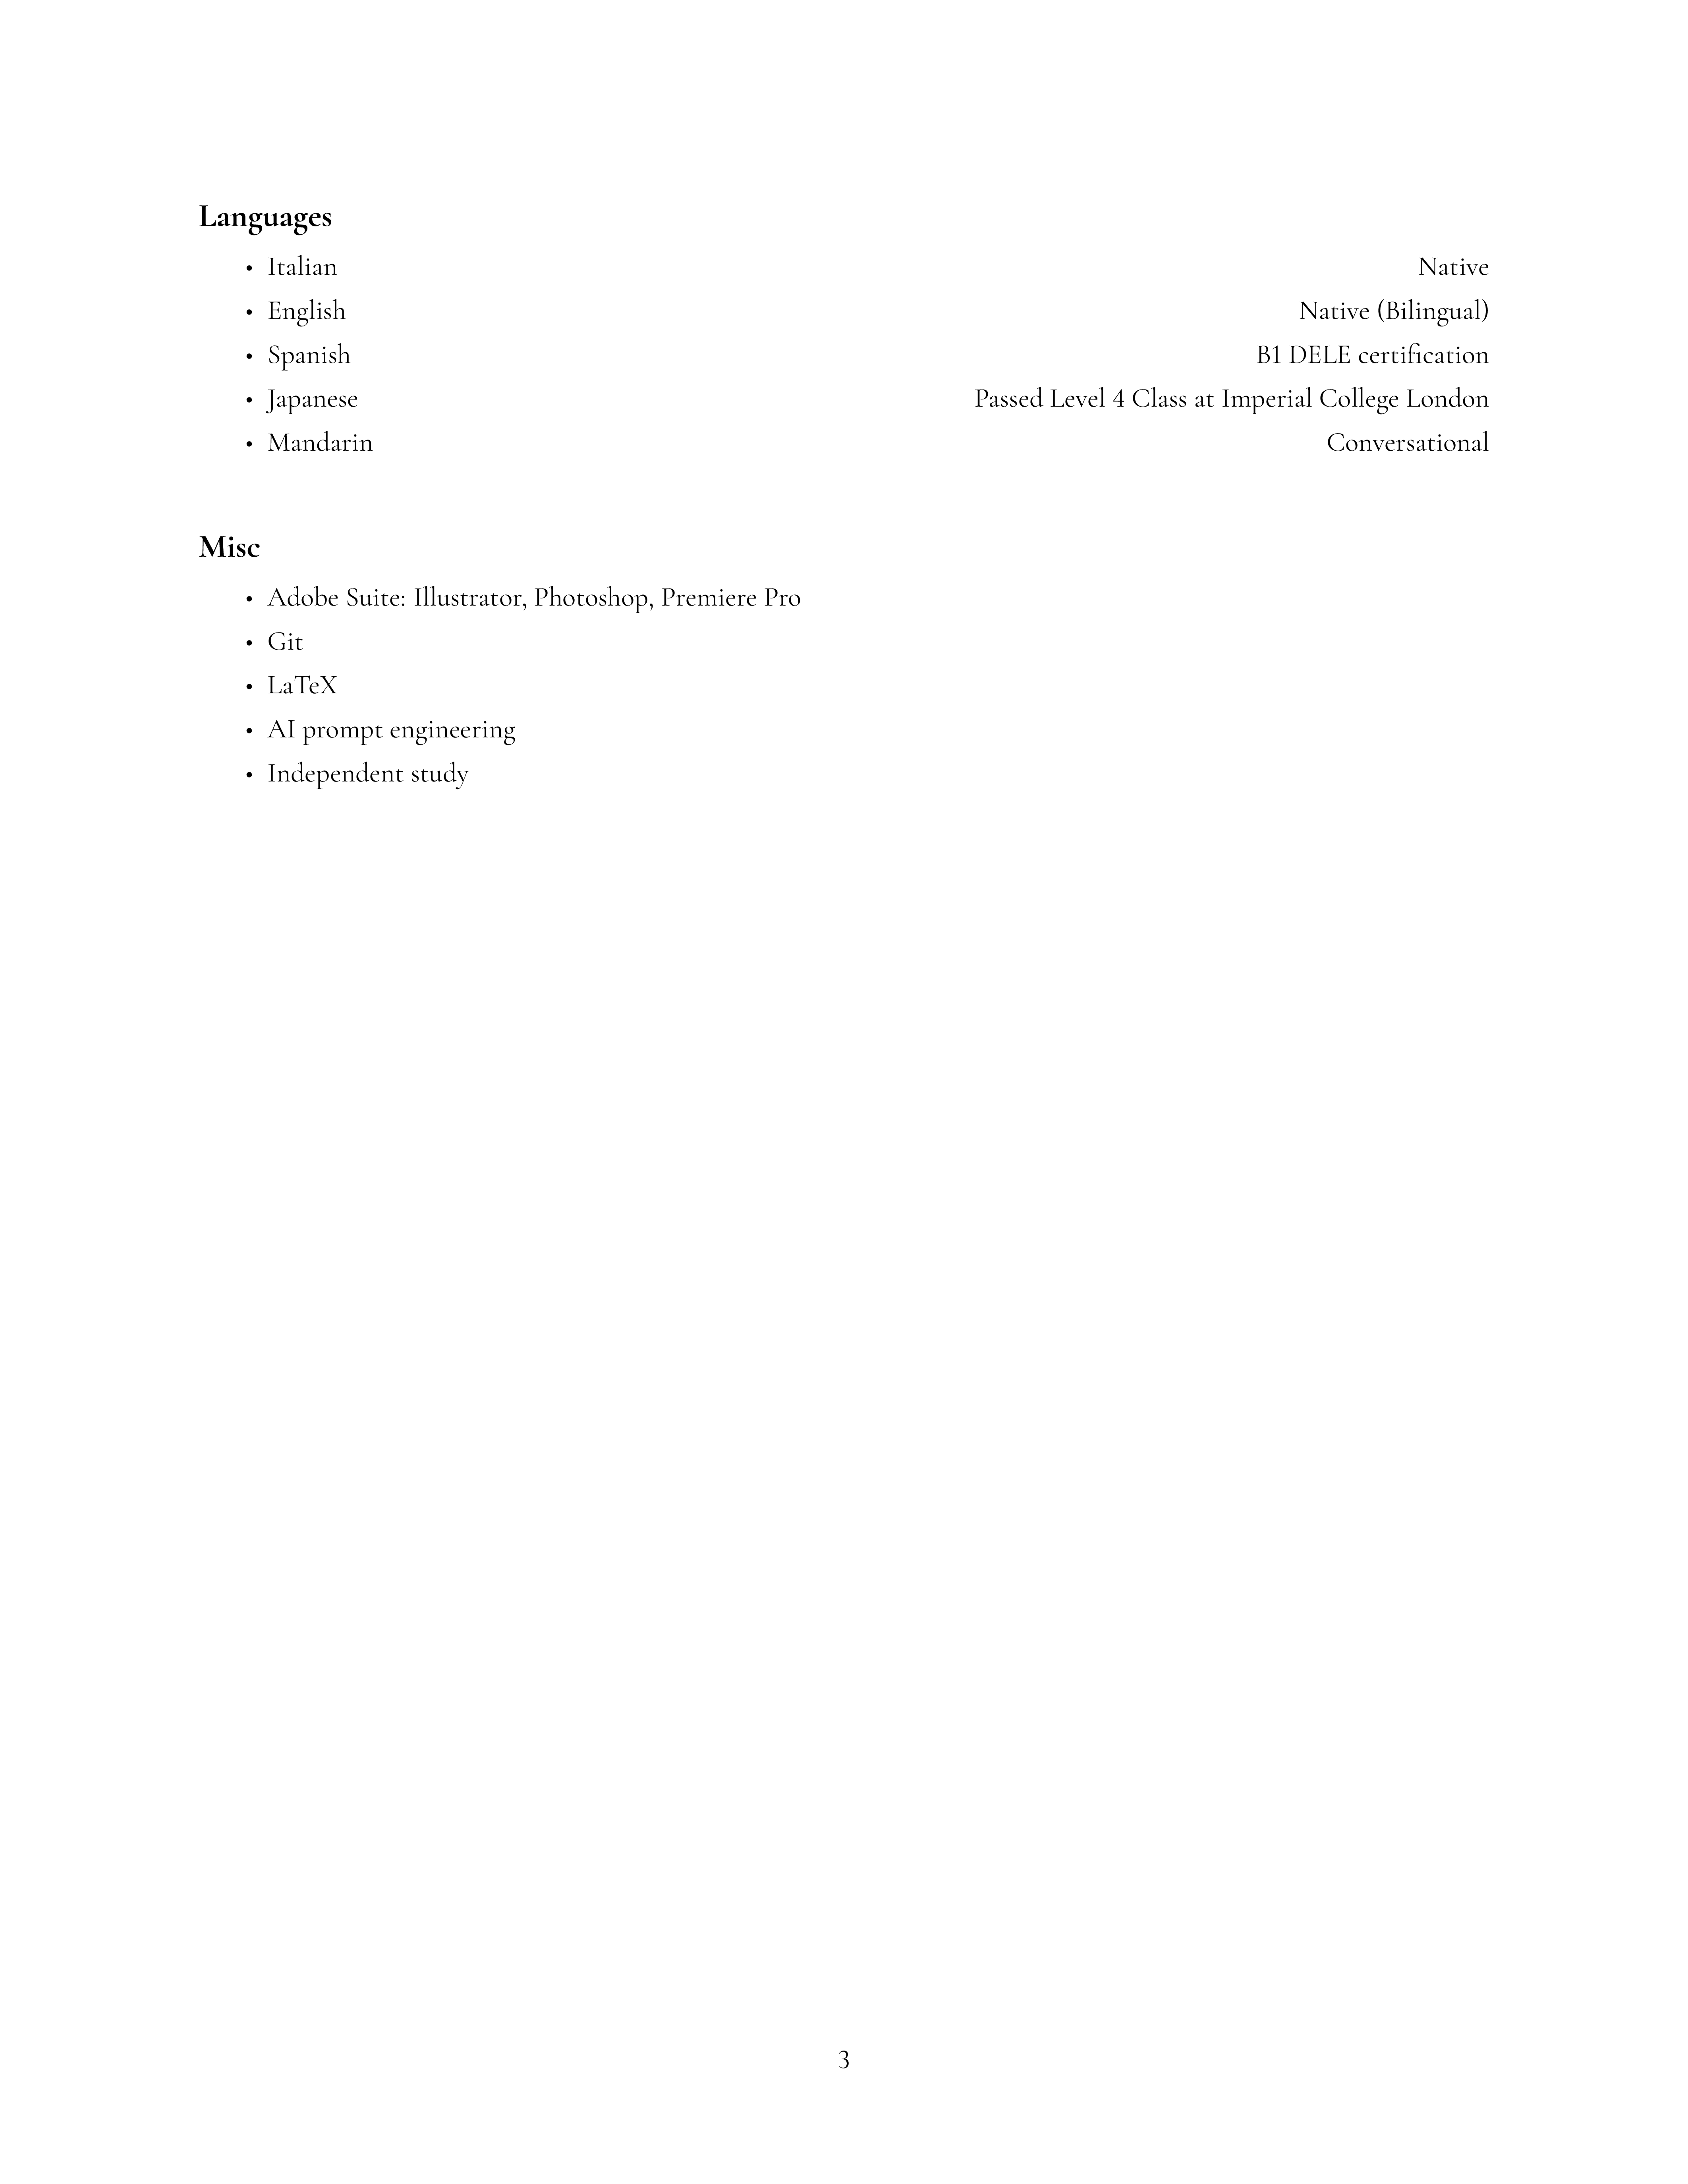 Languages
• Italian Native
• English Native (Bilingual)
• Spanish B1 DELE certification
• Japanese Passed Level 4 Class at Imperial College London
• Mandarin Conversational
Misc
• Adobe Suite: Illustrator, Photoshop, Premiere Pro
• Git
• LaTeX
• AI prompt engineering
• Independent study
3